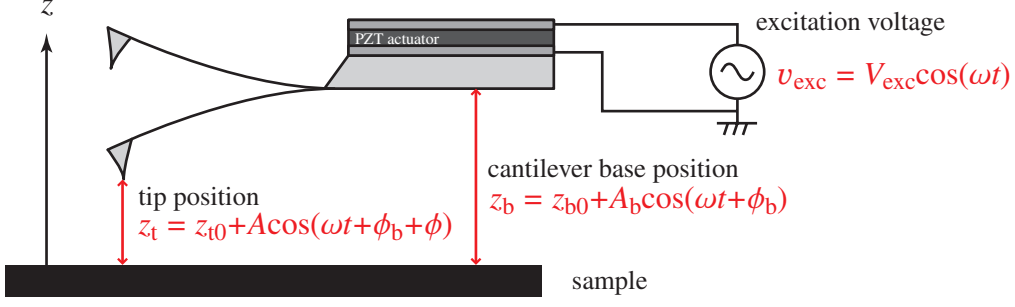 z
PZT actuator
excitation voltage
v_exc = V_exc cos(ωt)
cantilever base position
z_b = z_b0+A_b cos(ωt+ϕ_b)
tip position
z_t = z_t0+A cos(ωt+ϕ_b+ϕ)
sample